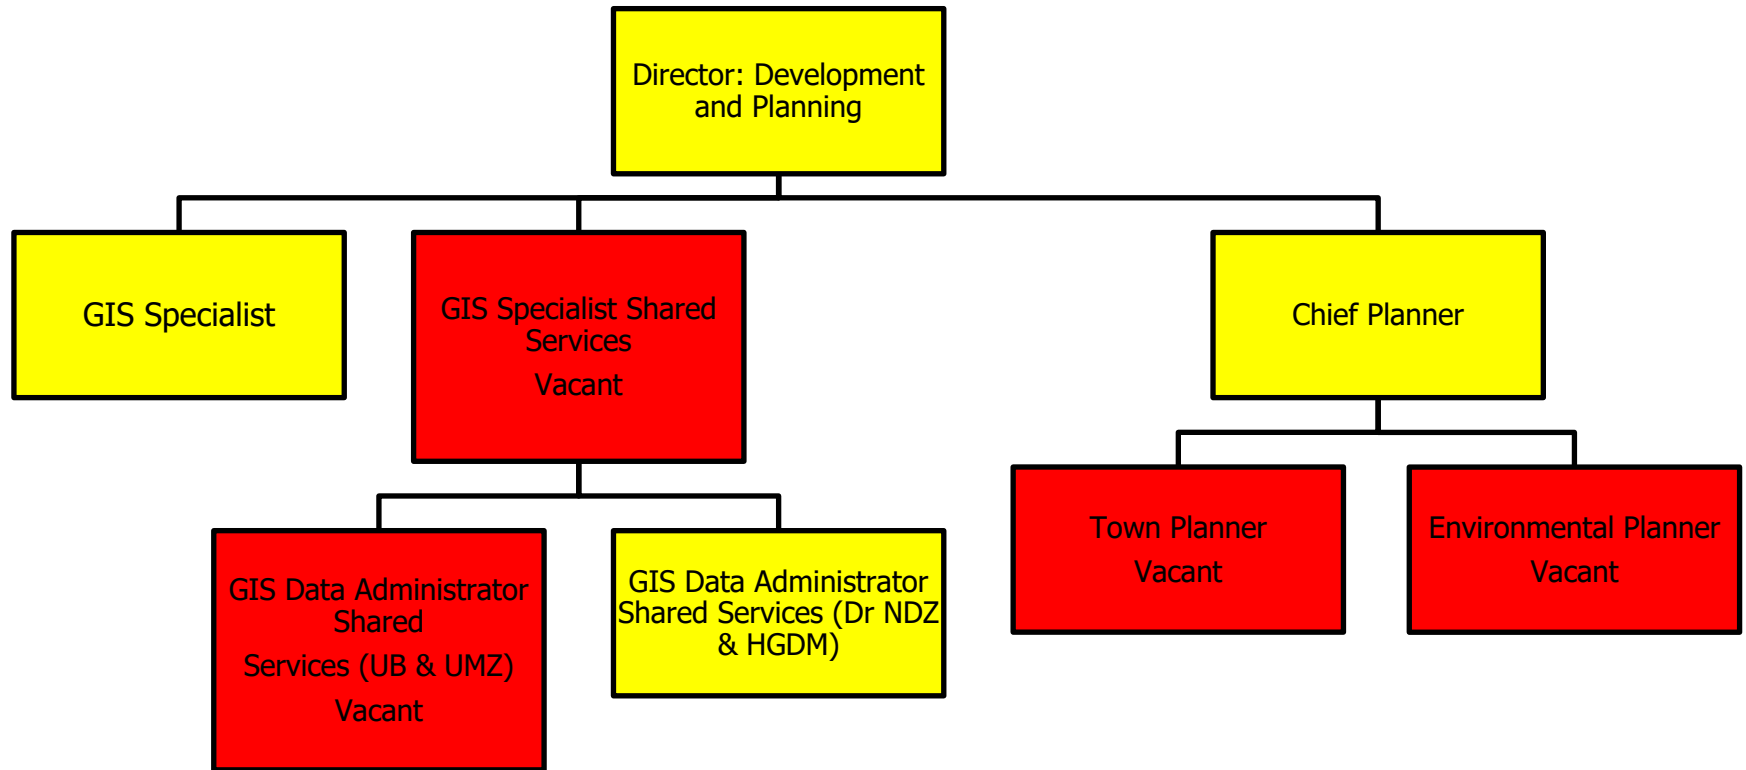 Director: Development
and Planning
GIS Specialist
GIS Specialist Shared
Services
Vacant
Chief Planner
GIS Data Administrator
Shared
Services (UB & UMZ)
Vacant
GIS Data Administrator
Shared Services (Dr NDZ
& HGDM)
Town Planner
Vacant
Environmental Planner
Vacant